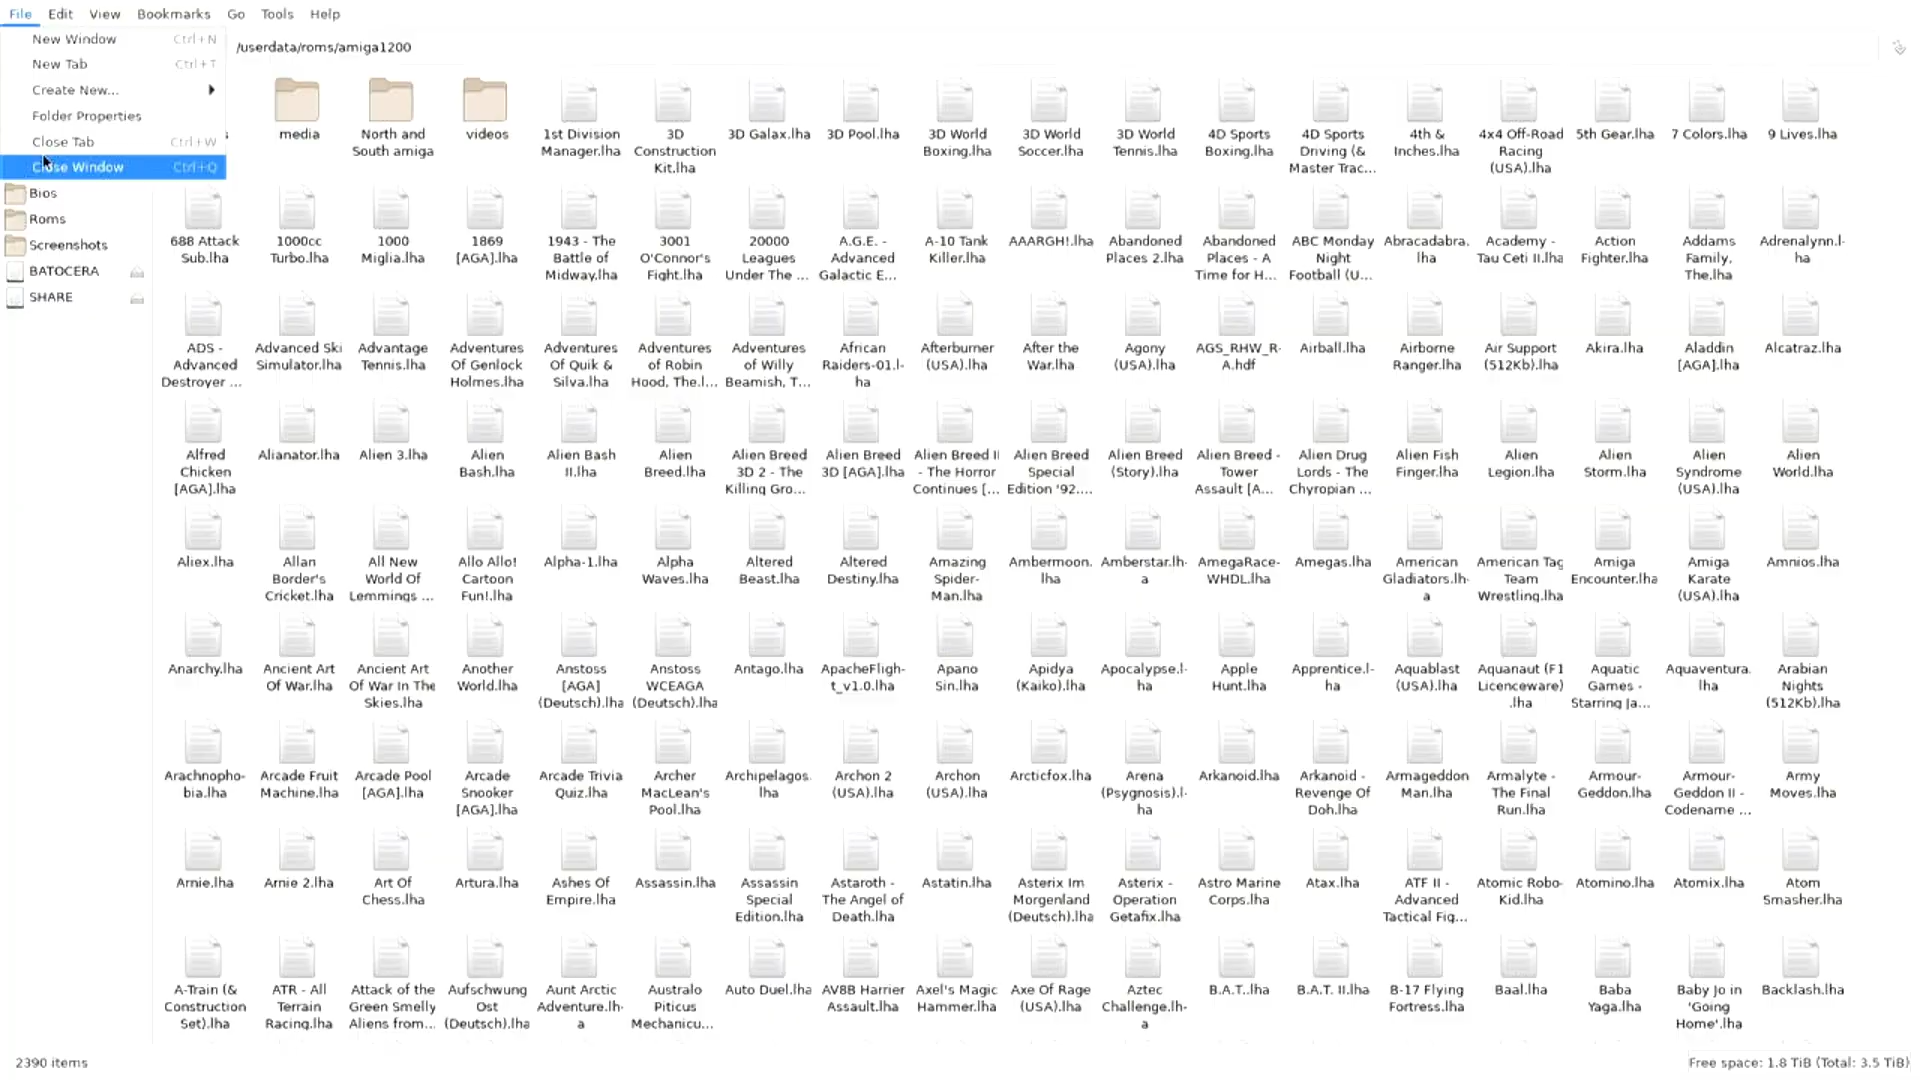 File Edit View Bookmarks Go Tools Help
New Window Ctrl+N
/userdata/roms/amiga1200
New Tab Ctrl+T
Create New...
Folder Properties
Close Tab Ctrl+W
Close Window Ctrl+Q
Bios
Roms
Screenshots
BATOCERA
SHARE
s
media
North and
South amiga
videos
1st Division
Manager.lha
3D
Construction
Kit.lha
3D Galax.lha
3D Pool.lha
3D World
Boxing.lha
3D World
Soccer.lha
3D World
Tennis.lha
4D Sports
Boxing.lha
4D Sports
Driving (&
Master Trac...
4th &
Inches.lha
4x4 Off-Road
Racing
(USA).lha
5th Gear.lha
7 Colors.lha
9 Lives.lha
688 Attack
Sub.lha
1000cc
Turbo.lha
1000
Miglia.lha
1869
[AGA].lha
1943 - The
Battle of
Midway.lha
3001
O'Connor's
Fight.lha
20000
Leagues
Under The ...
A.G.E. -
Advanced
Galactic E...
A-10 Tank
Killer.lha
AAARGH!.lha
Abandoned
Places 2.lha
Abandoned
Places - A
Time for H...
ABC Monday
Night
Football (U...
Abracadabra.
lha
Academy -
Tau Ceti II.lha
Action
Fighter.lha
Addams
Family,
The.lha
Adrenalynn.l-
ha
ADS -
Advanced
Destroyer ...
Advanced Ski
Simulator.lha
Advantage
Tennis.lha
Adventures
Of Genlock
Holmes.lha
Adventures
Of Quik &
Silva.lha
Adventures
of Robin
Hood, The.l...
Adventures
of Willy
Beamish, T...
African
Raiders-01.l-
ha
Afterburner
(USA).lha
After the
War.lha
Agony
(USA).lha
AGS_RHW_R-
A.hdf
Airball.lha
Airborne
Ranger.lha
Air Support
(512Kb).lha
Akira.lha
Aladdin
[AGA].lha
Alcatraz.lha
Alfred
Chicken
[AGA].lha
Alianator.lha
Alien 3.lha
Alien
Bash.lha
Alien Bash
II.lha
Alien
Breed.lha
Alien Breed
3D 2 - The
Killing Gro...
Alien Breed
3D [AGA].lha
Alien Breed II
- The Horror
Continues [...
Alien Breed
Special
Edition '92....
Alien Breed
(Story).lha
Alien Breed -
Tower
Assault [A...
Alien Drug
Lords - The
Chyropian ...
Alien Fish
Finger.lha
Alien
Legion.lha
Alien
Storm.lha
Alien
Syndrome
(USA).lha
Alien
World.lha
Aliex.lha
Allan
Border's
Cricket.lha
All New
World Of
Lemmings ...
Allo Allo!
Cartoon
Fun!.lha
Alpha-1.lha
Alpha
Waves.lha
Altered
Beast.lha
Altered
Destiny.lha
Amazing
Spider-
Man.lha
Ambermoon.
lha
Amberstar.lh-
a
AmegaRace-
WHDL.lha
Amegas.lha
American
Gladiators.lh-
a
American Tag
Team
Wrestling.lha
Amiga
Encounter.lha
Amiga
Karate
(USA).lha
Amnios.lha
Anarchy.lha
Ancient Art
Of War.lha
Ancient Art
Of War In The
Skies.lha
Another
World.lha
Anstoss
[AGA]
(Deutsch).lha
Anstoss
WCEAGA
(Deutsch).lha
Antago.lha
ApacheFligh-
t_v1.0.lha
Apano
Sin.lha
Apidya
(Kaiko).lha
Apocalypse.l-
ha
Apple
Hunt.lha
Apprentice.l-
ha
Aquablast
(USA).lha
Aquanaut (F1
Licenceware)
.lha
Aquatic
Games -
Starring Ja...
Aquaventura.
lha
Arabian
Nights
(512Kb).lha
Arachnopho-
bia.lha
Arcade Fruit
Machine.lha
Arcade Pool
[AGA].lha
Arcade
Snooker
[AGA].lha
Arcade Trivia
Quiz.lha
Archer
MacLean's
Pool.lha
Archipelagos.
lha
Archon 2
(USA).lha
Archon
(USA).lha
Arcticfox.lha
Arena
(Psygnosis).l-
ha
Arkanoid.lha
Arkanoid -
Revenge Of
Doh.lha
Armageddon
Man.lha
Armalyte -
The Final
Run.lha
Armour-
Geddon.lha
Armour-
Geddon II -
Codename ...
Army
Moves.lha
Arnie.lha
Arnie 2.lha
Art Of
Chess.lha
Artura.lha
Ashes Of
Empire.lha
Assassin.lha
Assassin
Special
Edition.lha
Astaroth -
The Angel of
Death.lha
Astatin.lha
Asterix Im
Morgenland
(Deutsch).lha
Asterix -
Operation
Getafix.lha
Astro Marine
Corps.lha
Atax.lha
ATF II -
Advanced
Tactical Fig...
Atomic Robo-
Kid.lha
Atomino.lha
Atomix.lha
Atom
Smasher.lha
A-Train (&
Construction
Set).lha
ATR - All
Terrain
Racing.lha
Attack of the
Green Smelly
Aliens from...
Aufschwung
Ost
(Deutsch).lha
Aunt Arctic
Adventure.lh-
a
Australo
Piticus
Mechanicu...
Auto Duel.lha
AV8B Harrier
Assault.lha
Axel's Magic
Hammer.lha
Axe Of Rage
(USA).lha
Aztec
Challenge.lh-
a
B.A.T..lha
B.A.T. II.lha
B-17 Flying
Fortress.lha
Baal.lha
Baba
Yaga.lha
Baby Jo in
'Going
Home'.lha
Backlash.lha
2390 items
Free space: 1.8 TiB (Total: 3.5 TiB)